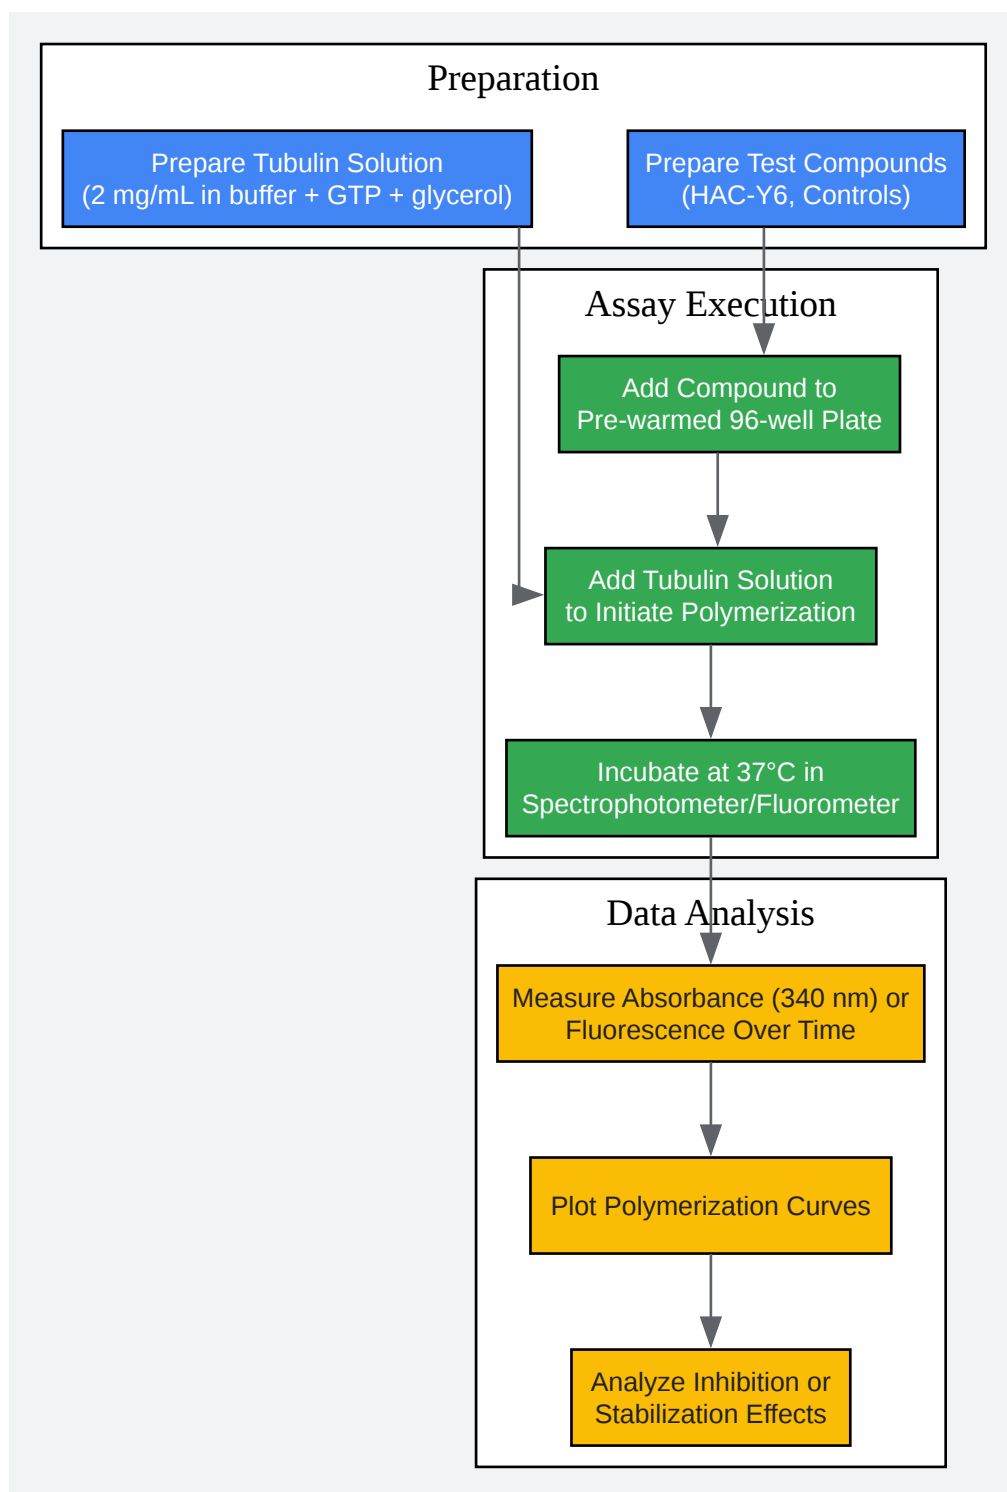 Preparation
Prepare Tubulin Solution
(2 mg/mL in buffer + GTP + glycerol)
Prepare Test Compounds
(HAC-Y6, Controls)
Assay Execution
Add Compound to
Pre-warmed 96-well Plate
Add Tubulin Solution
to Initiate Polymerization
Incubate at 37°C in
Spectrophotometer/Fluorometer
Data Analysis
Measure Absorbance (340 nm) or
Fluorescence Over Time
Plot Polymerization Curves
Analyze Inhibition or
Stabilization Effects